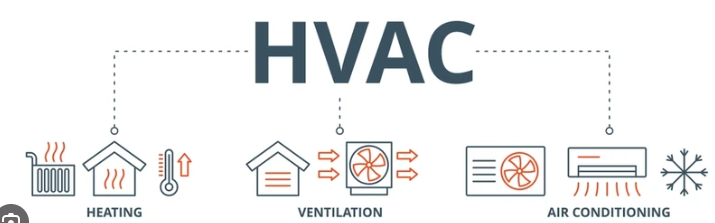 HVAC
HEATING
VENTILATION
AIR CONDITIONING